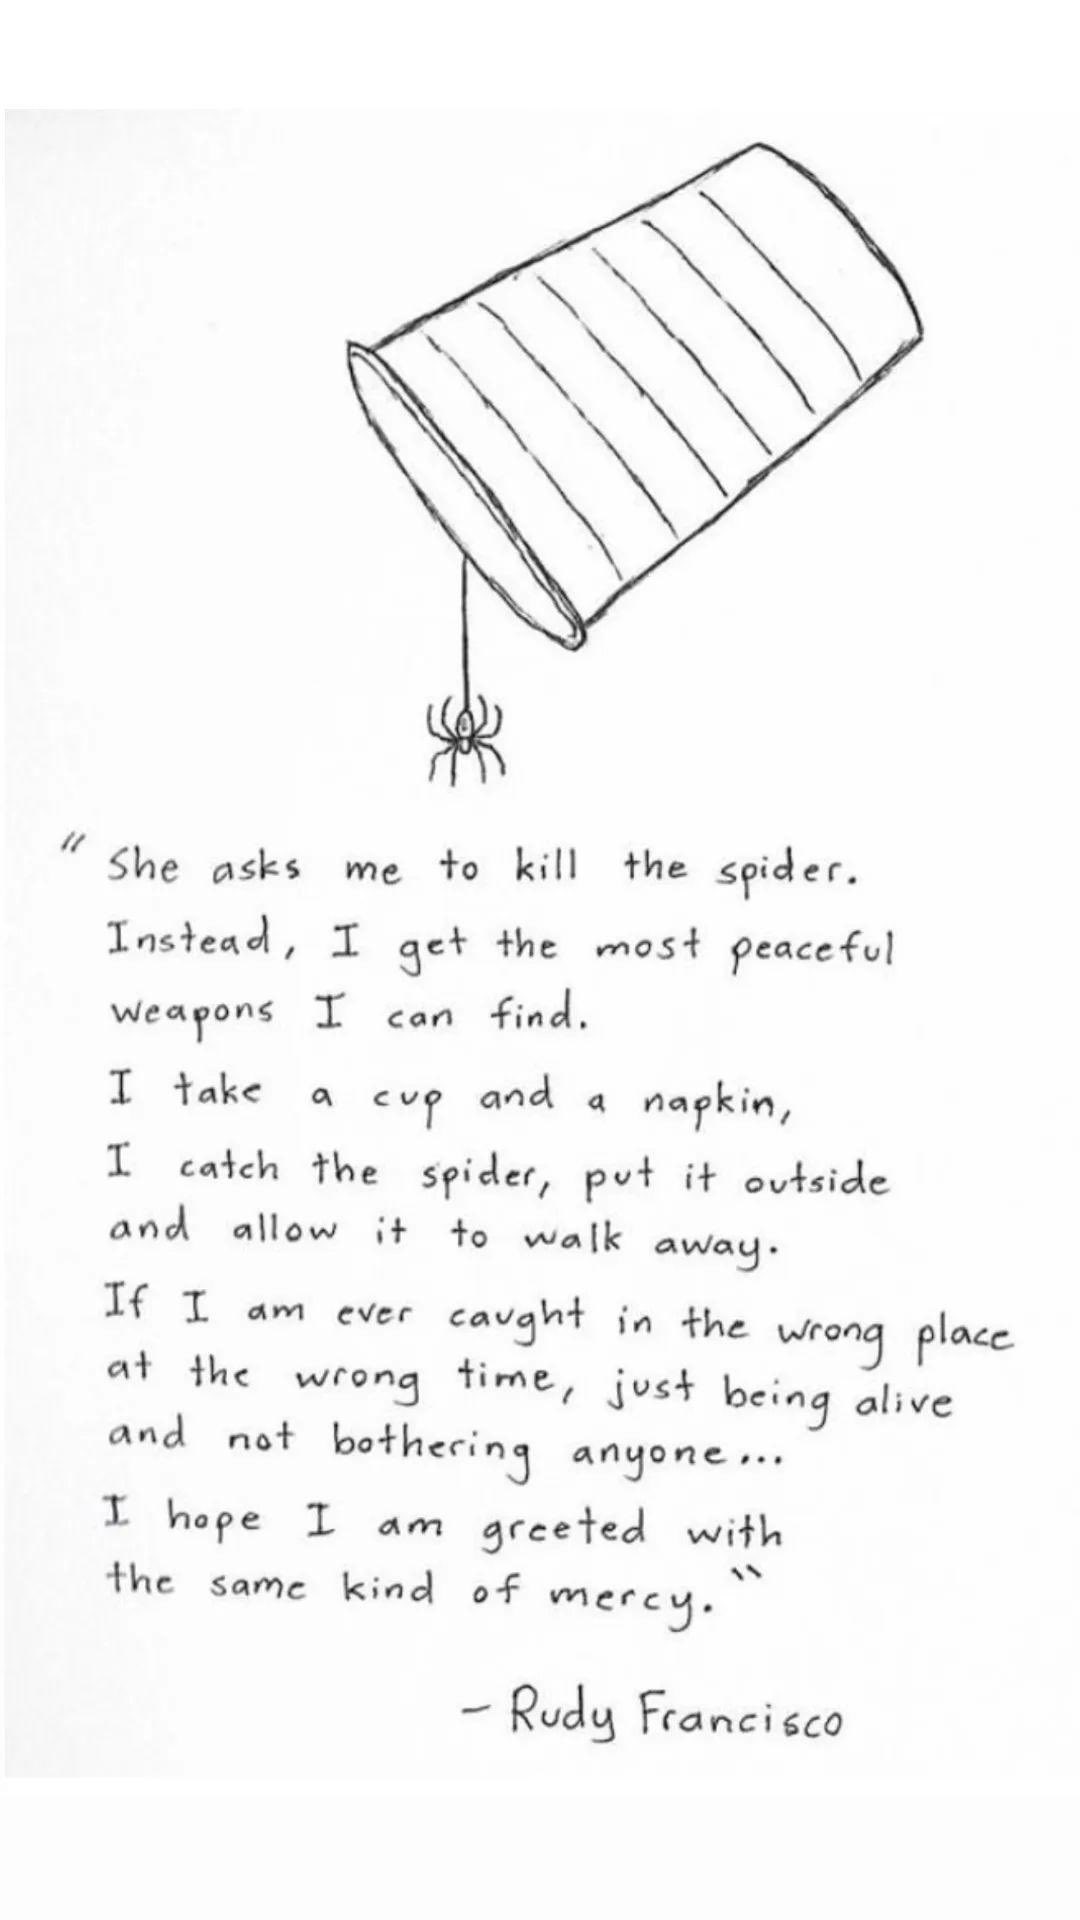 "She asks me to kill the spider.
Instead, I get the most peaceful
weapons I can find.
I take a cup and a napkin,
I catch the spider, put it outside
and allow it to walk away.
If I am ever caught in the wrong place
at the wrong time, just being alive
and not bothering anyone...
I hope I am greeted with
the same kind of mercy."
- Rudy Francisco